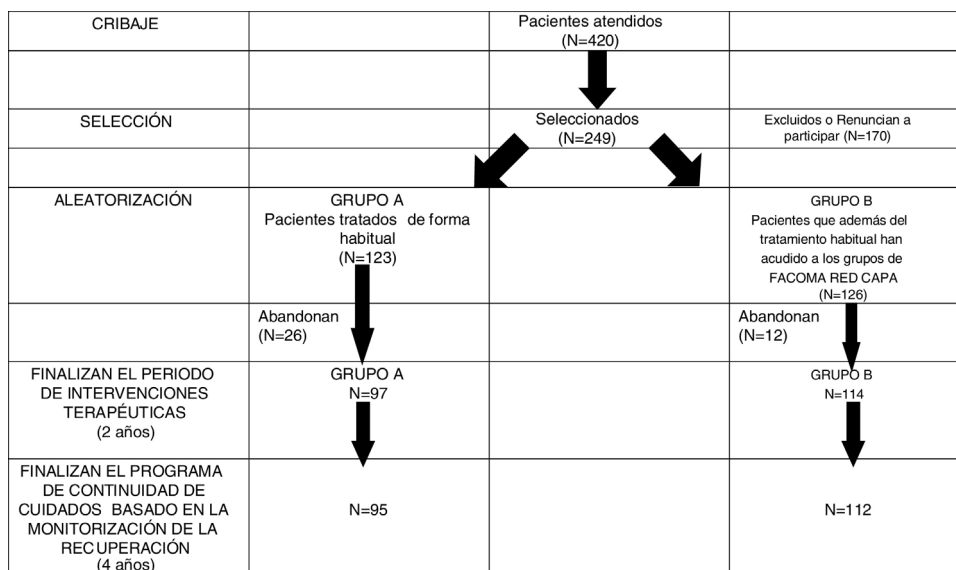 CRIBAJE
Pacientes atendidos
(N=420)
SELECCIÓN
Seleccionados
(N=249)
Excluidos o Renuncian a
participar (N=170)
ALEATORIZACIÓN
GRUPO A
Pacientes tratados de forma
habitual
(N=123)
GRUPO B
Pacientes que además del
tratamiento habitual han
acudido a los grupos de
FACOMA RED CAPA
(N=126)
Abandonan
(N=26)
Abandonan
(N=12)
FINALIZAN EL PERIODO
DE INTERVENCIONES
TERAPÉUTICAS
(2 años)
GRUPO A
N=97
GRUPO B
N=114
FINALIZAN EL PROGRAMA
DE CONTINUIDAD DE
CUIDADOS BASADO EN LA
MONITORIZACIÓN DE LA
RECUPERACIÓN
(4 años)
N=95
N=112